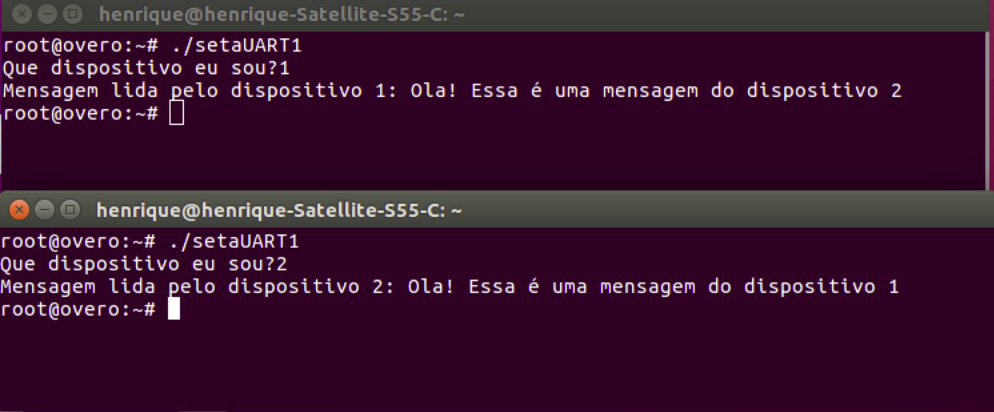 henrique@henrique-Satellite-S55-C: ~
root@overo:~# ./setaUART1
Que dispositivo eu sou?1
Mensagem lida pelo dispositivo 1: Ola! Essa é uma mensagem do dispositivo 2
root@overo:~#
henrique@henrique-Satellite-S55-C: ~
root@overo:~# ./setaUART1
Que dispositivo eu sou?2
Mensagem lida pelo dispositivo 2: Ola! Essa é uma mensagem do dispositivo 1
root@overo:~#